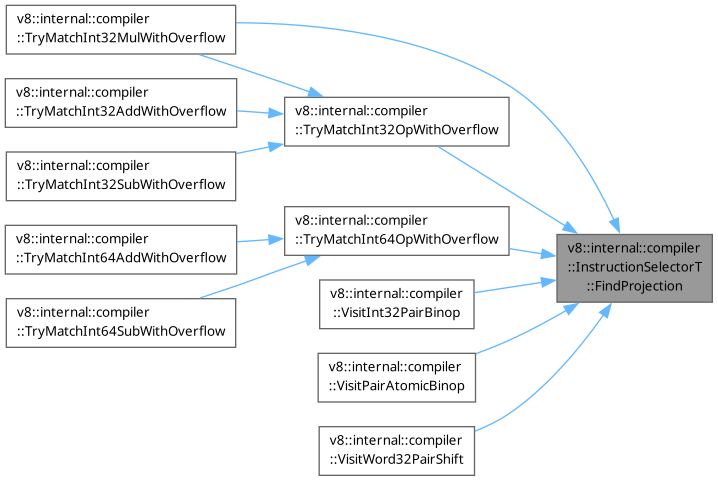 v8::internal::compiler
::TryMatchInt32MulWithOverflow
v8::internal::compiler
::TryMatchInt32AddWithOverflow
v8::internal::compiler
::TryMatchInt32OpWithOverflow
v8::internal::compiler
::TryMatchInt32SubWithOverflow
v8::internal::compiler
::TryMatchInt64OpWithOverflow
v8::internal::compiler
::TryMatchInt64AddWithOverflow
v8::internal::compiler
::InstructionSelectorT
::FindProjection
v8::internal::compiler
::VisitInt32PairBinop
v8::internal::compiler
::TryMatchInt64SubWithOverflow
v8::internal::compiler
::VisitPairAtomicBinop
v8::internal::compiler
::VisitWord32PairShift